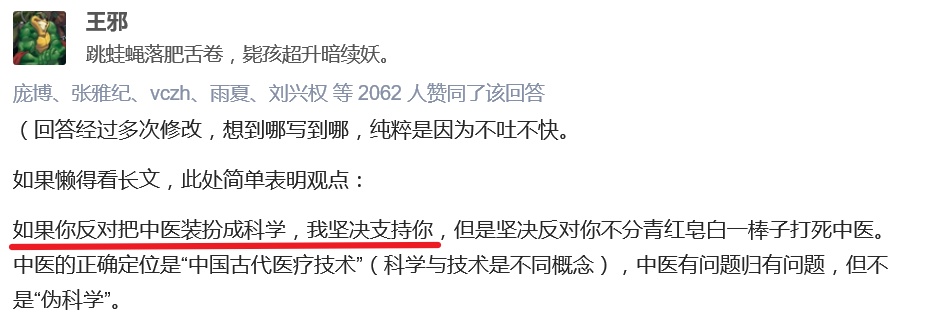 王邪
跳蛙蝇落肥舌卷，毙孩超升暗续妖。
庞博、张雅纪、vczh、雨夏、刘兴权 等 2062 人赞同了该回答
（回答经过多次修改，想到哪写到哪，纯粹是因为不吐不快。
如果懒得看长文，此处简单表明观点：
如果你反对把中医装扮成科学，我坚决支持你，但是坚决反对你不分青红皂白一棒子打死中医。
中医的正确定位是“中国古代医疗技术”（科学与技术是不同概念），中医有问题归有问题，但不
是“伪科学”。